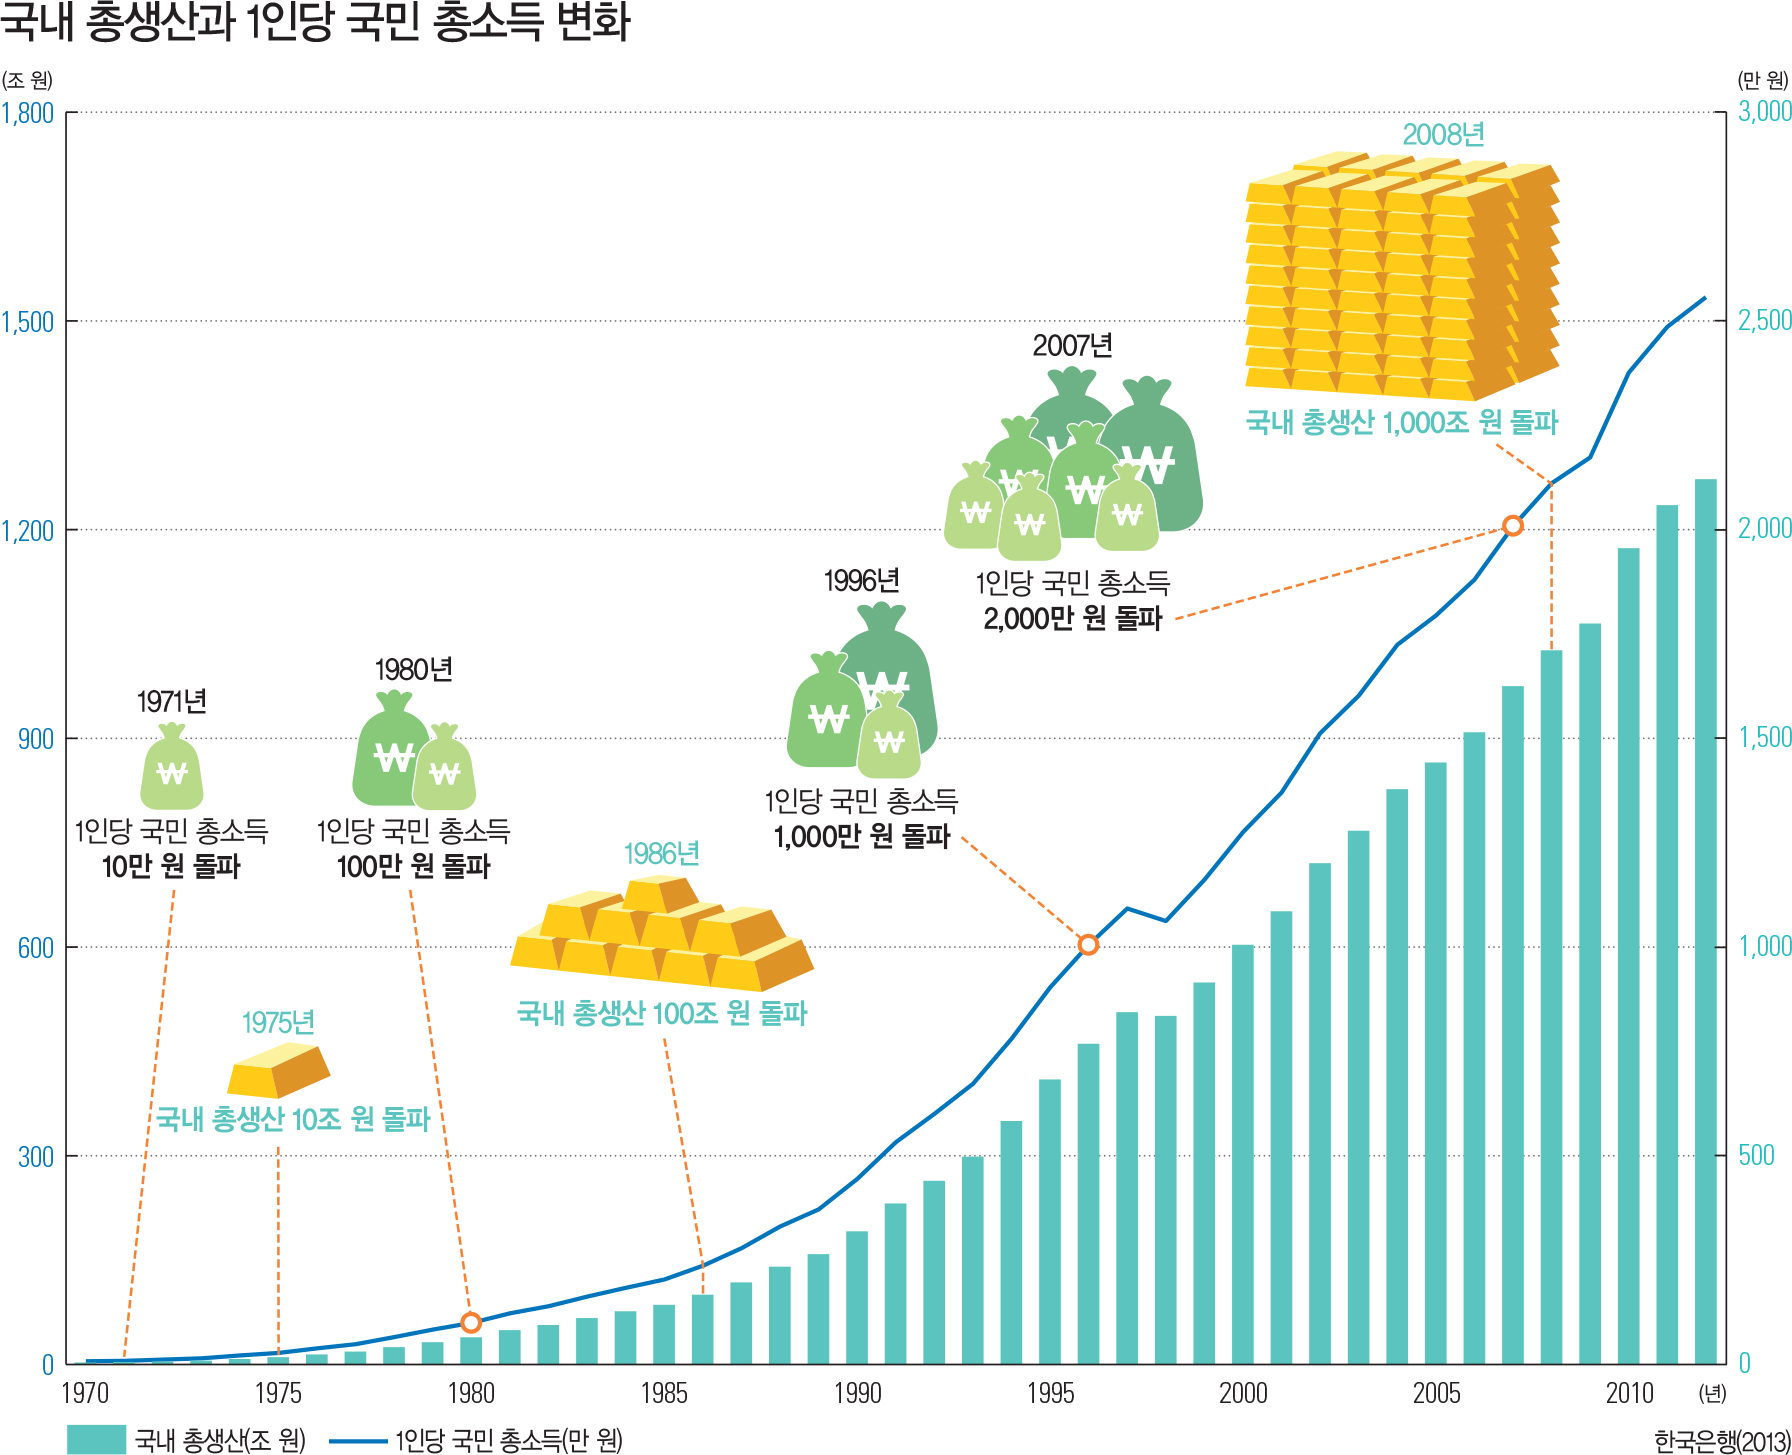 국내 총생산과 1인당 국민 총소득 변화
(조 원)
(만 원)
1,800
1,500
1,200
900
600
300
0
3,000
2,500
2,000
1,500
1,000
500
0
1971년
₩
1인당 국민 총소득
10만 원 돌파
1975년
국내 총생산 10조 원 돌파
1980년
₩ ₩
1인당 국민 총소득
100만 원 돌파
1986년
국내 총생산 100조 원 돌파
1996년
₩ ₩ ₩
1인당 국민 총소득
1,000만 원 돌파
2007년
₩ ₩ ₩ ₩ ₩ ₩ ₩
1인당 국민 총소득
2,000만 원 돌파
2008년
국내 총생산 1,000조 원 돌파
1970 1975 1980 1985 1990 1995 2000 2005 2010 (년)
국내 총생산(조 원) 1인당 국민 총소득(만 원)
한국은행(2013)